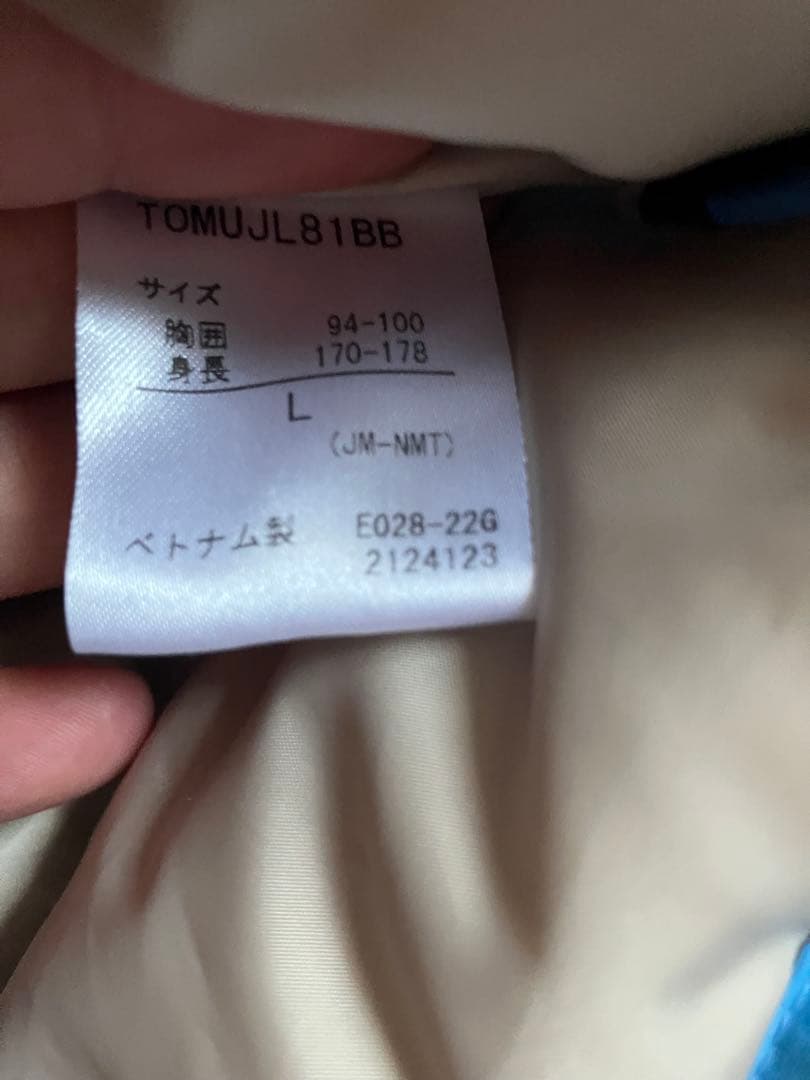 TOMUJL81BB
サイズ
胸囲 94-100
身長 170-178
L
(JM-NMT)
ベトナム製 E028-22G
2124123